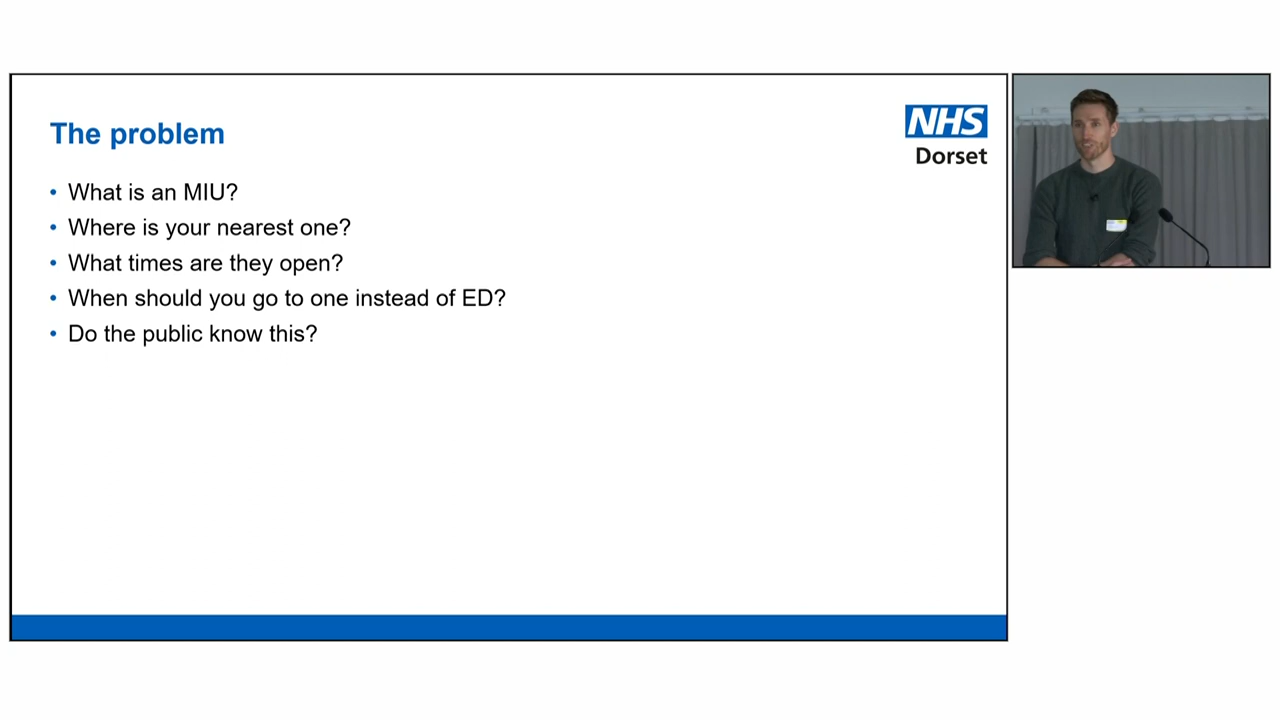 The problem
NHS
Dorset
• What is an MIU?
• Where is your nearest one?
• What times are they open?
• When should you go to one instead of ED?
• Do the public know this?